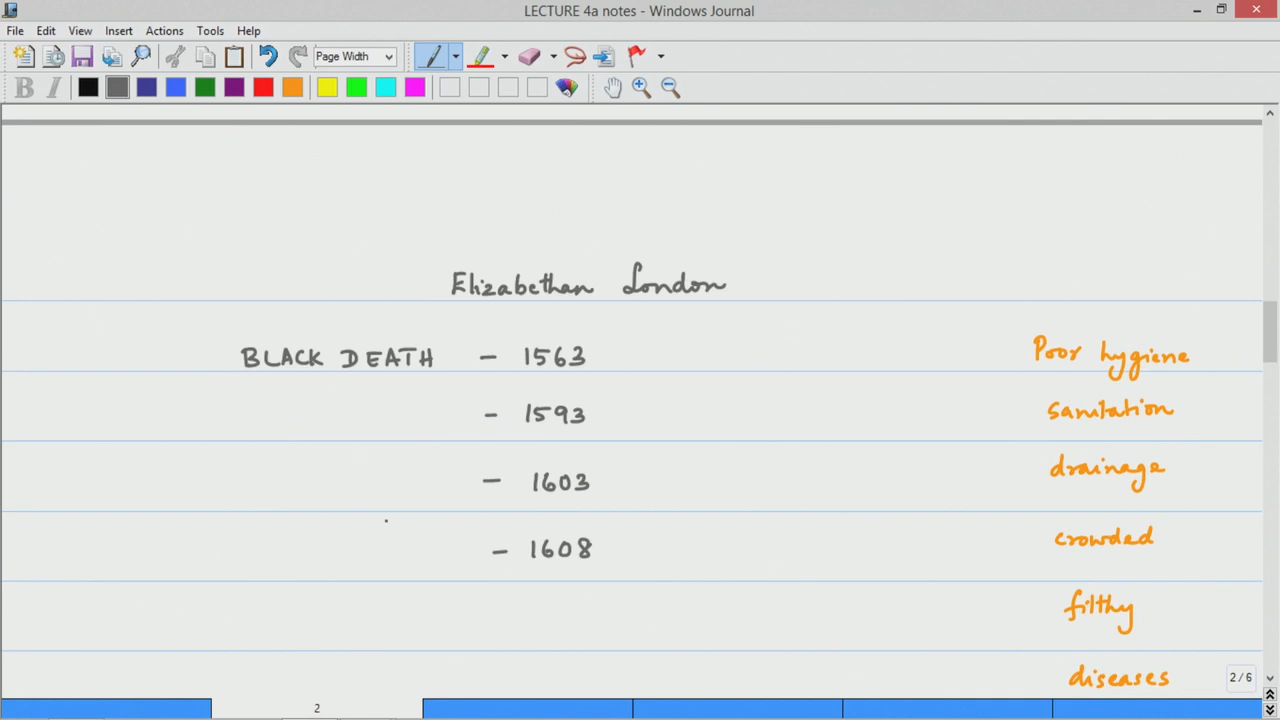 LECTURE 4a notes - Windows Journal
File Edit View Insert Actions Tools Help
Page Width
B I
Elizabethan London
BLACK DEATH - 1563
- 1593
- 1603
- 1608
Poor hygiene
sanitation
drainage
crowded
filthy
diseases
2 / 6
2